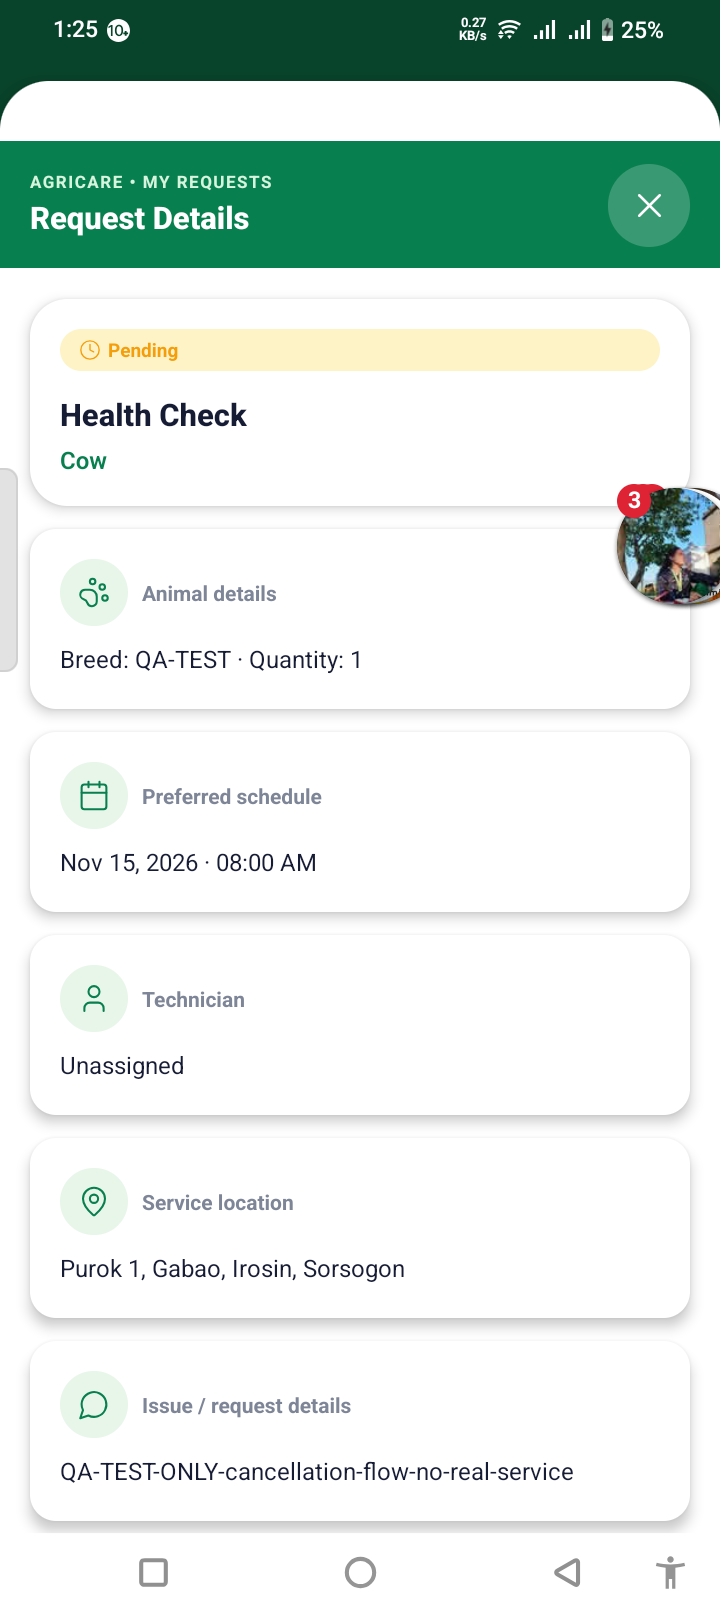 1:25
0.27
KB/s
25%
AGRICARE • MY REQUESTS
Request Details
Pending
Health Check
Cow
3
Animal details
Breed: QA-TEST · Quantity: 1
Preferred schedule
Nov 15, 2026 · 08:00 AM
Technician
Unassigned
Service location
Purok 1, Gabao, Irosin, Sorsogon
Issue / request details
QA-TEST-ONLY-cancellation-flow-no-real-service